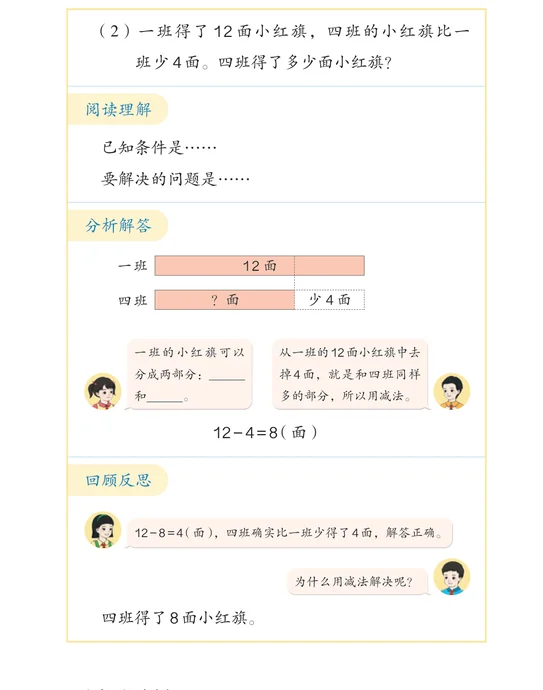 （2）一班得了12面小红旗，四班的小红旗比一
班少4面。四班得了多少面小红旗？
阅读理解
已知条件是……
要解决的问题是……
分析解答
一班 12面
四班 ？面 少4面
一班的小红旗可以
分成两部分：______
和______。
从一班的12面小红旗中去
掉4面，就是和四班同样
多的部分，所以用减法。
12－4＝8（面）
回顾反思
12－8＝4（面），四班确实比一班少得了4面，解答正确。
为什么用减法解决呢？
四班得了8面小红旗。